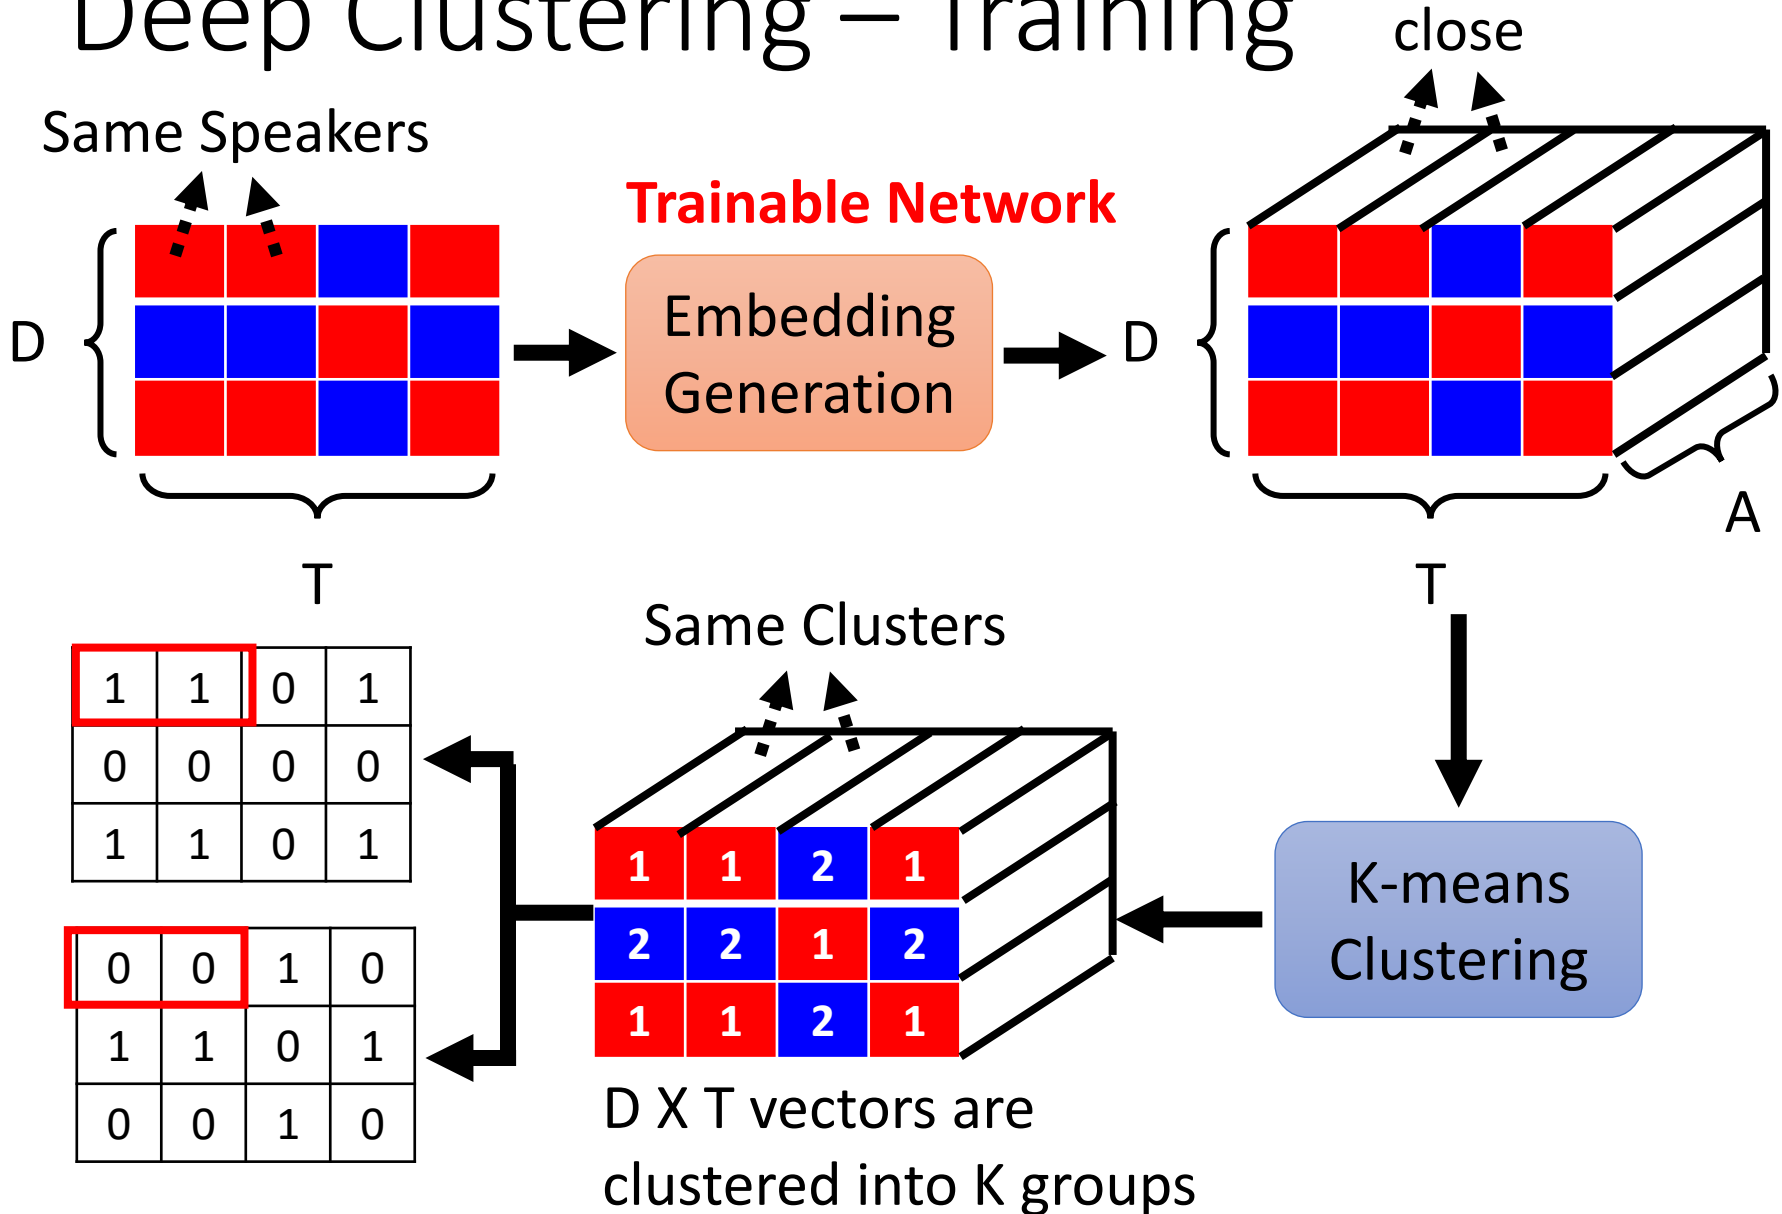 Deep Clustering – Training
close
Same Speakers
Trainable Network
D
Embedding
Generation
D
A
T
T
Same Clusters
1 1 0 1
0 0 0 0
1 1 0 1
1 1 2 1
2 2 1 2
1 1 2 1
K-means
Clustering
0 0 1 0
1 1 0 1
0 0 1 0
D X T vectors are
clustered into K groups